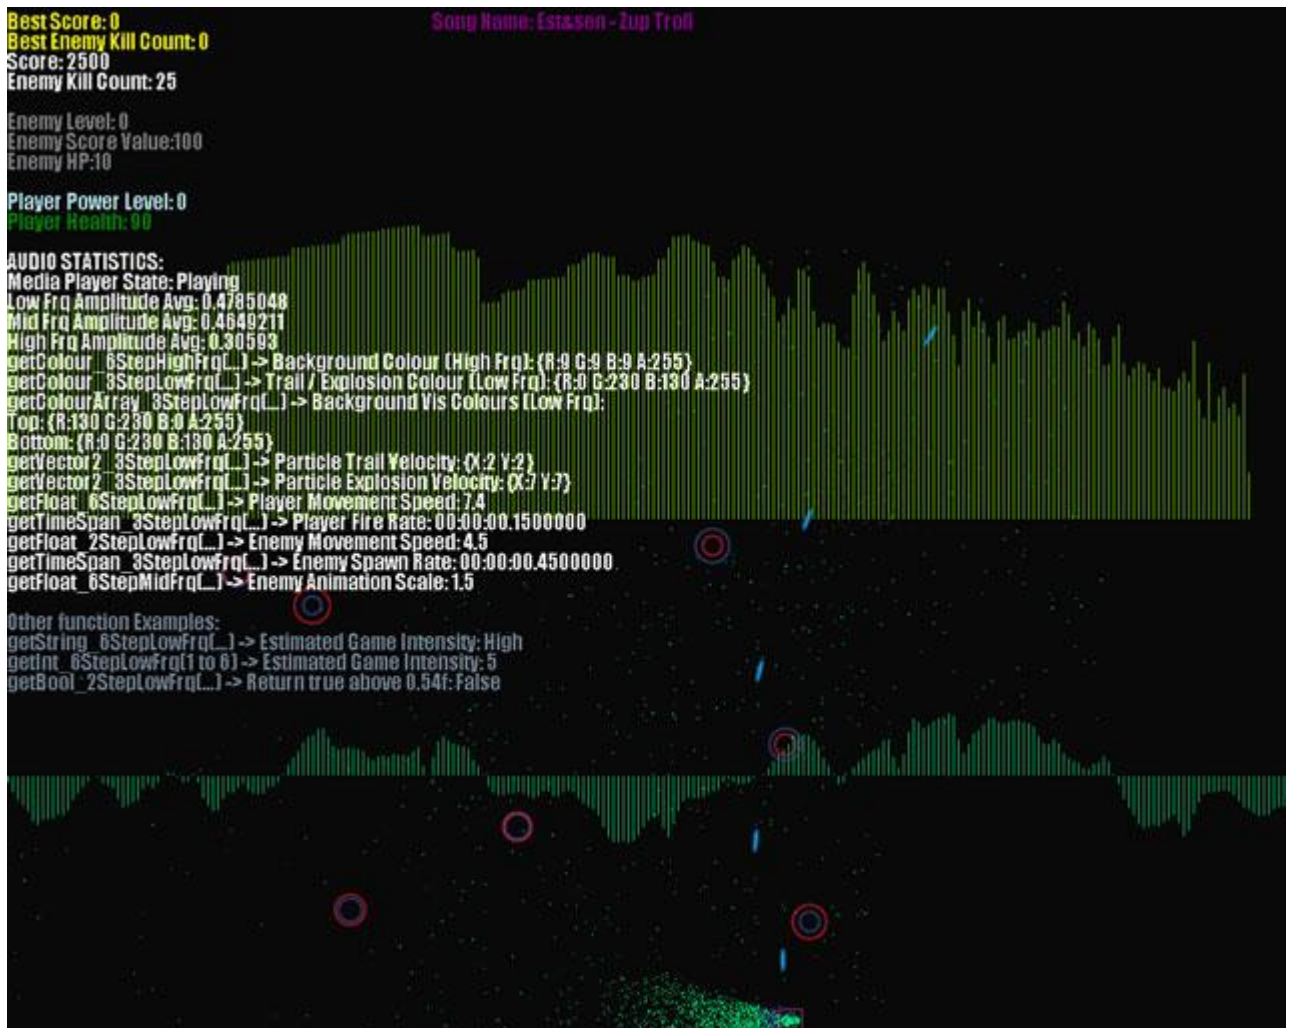 Best Score: 0
Song Name: Est&sen - Zup Trofi
Best Enemy Kill Count: 0
Score: 2500
Enemy Kill Count: 25
Enemy Level: 0
Enemy Score Value:100
Enemy HP:10
Player Power Level: 0
Player Health: 90
AUDIO STATISTICS:
Media Player State: Playing
Low Frq Amplitude Avg: 0.4785048
Mid Frq Amplitude Avg: 0.4649211
High Frq Amplitude Avg: 0.30593
getColour_6StepHighFrq(...) -> Background Colour (High Frq): {R:9 G:9 B:9 A:255}
getColour_3StepLowFrq(...) -> Trail / Explosion Colour (Low Frq): {R:0 G:230 B:130 A:255}
getColourArray_3StepLowFrq(...) -> Background Vis Colours (Low Frq):
Top: {R:130 G:230 B:0 A:255}
Bottom: {R:0 G:230 B:130 A:255}
getVector2_3StepLowFrq(...) -> Particle Trail Velocity: {X:2 Y:2}
getVector2_3StepLowFrq(...) -> Particle Explosion Velocity: {X:7 Y:7}
getFloat_6StepLowFrq(...) -> Player Movement Speed: 7.4
getTimeSpan_3StepLowFrq(...) -> Player Fire Rate: 00:00:00.1500000
getFloat_2StepLowFrq(...) -> Enemy Movement Speed: 4.5
getTimeSpan_3StepLowFrq(...) -> Enemy Spawn Rate: 00:00:00.4500000
getFloat_6StepMidFrq(...) -> Enemy Animation Scale: 1.5
Other function Examples:
getString_6StepLowFrq(...) -> Estimated Game Intensity: High
getInt_6StepLowFrq(1 to 6) -> Estimated Game Intensity: 5
getBool_2StepLowFrq(...) -> Return true above 0.54f: False